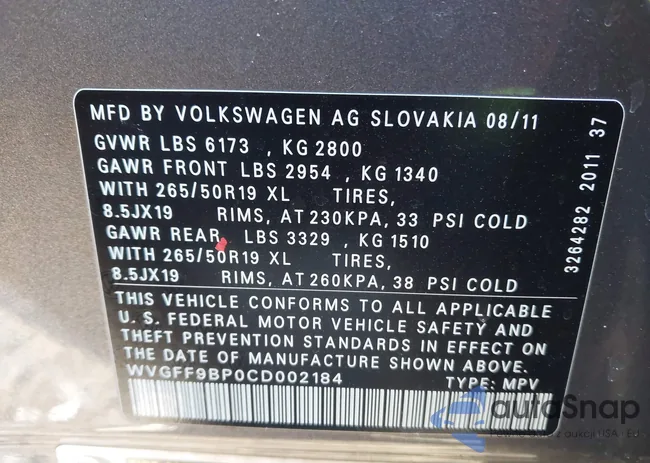 MFD BY VOLKSWAGEN AG SLOVAKIA 08/11
GVWR LBS 6173 , KG 2800
GAWR FRONT LBS 2954 , KG 1340
WITH 265/50R19 XL TIRES,
8.5JX19 RIMS, AT 230KPA, 33 PSI COLD
GAWR REAR, LBS 3329 , KG 1510
WITH 265/50R19 XL TIRES,
8.5JX19 RIMS, AT 260KPA, 38 PSI COLD
THIS VEHICLE CONFORMS TO ALL APPLICABLE
U. S. FEDERAL MOTOR VEHICLE SAFETY AND
THEFT PREVENTION STANDARDS IN EFFECT ON
THE DATE OF MANUFACTURE SHOWN ABOVE.
WVGFF9BP0CD002184 TYPE: MPV
3264282 2011 37
autoSnap
aukcji USA - EU